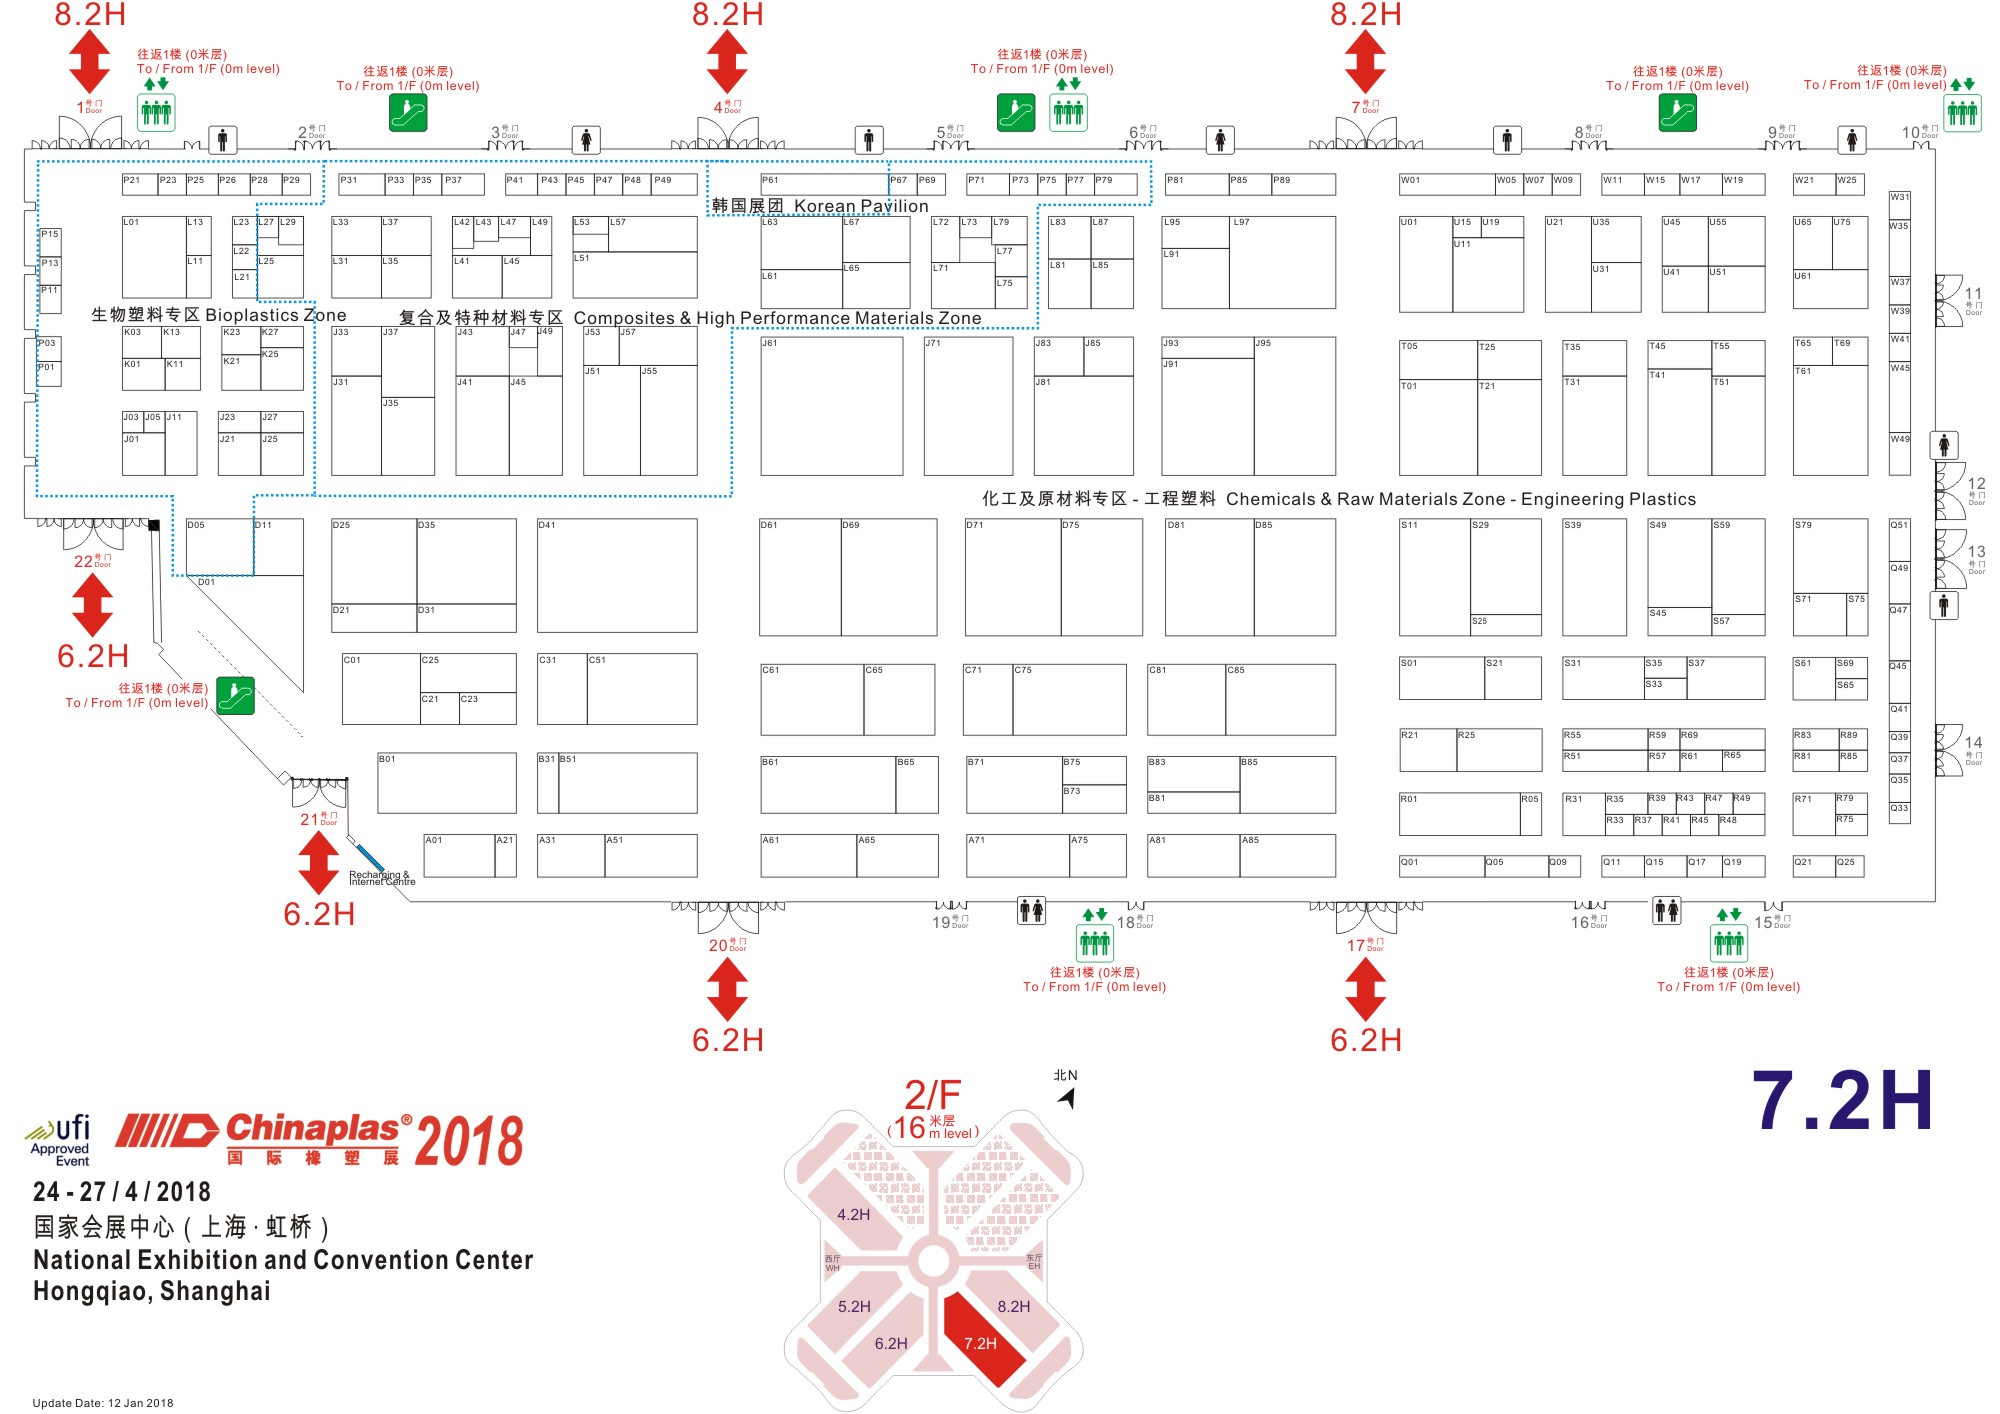 8.2H 8.2H 8.2H
往返1楼 (0米层)
To / From 1/F (0m level)
往返1楼 (0米层)
To / From 1/F (0m level)
往返1楼 (0米层)
To / From 1/F (0m level)
往返1楼 (0米层)
To / From 1/F (0m level)
往返1楼 (0米层)
To / From 1/F (0m level)
1号门 Door
2号门 Door
3号门 Door
4号门 Door
5号门 Door
6号门 Door
7号门 Door
8号门 Door
9号门 Door
10号门 Door
P21 P23 P25 P26 P28 P29 P31 P33 P35 P37 P41 P43 P45 P47 P48 P49 P61 P67 P69 P71 P73 P75 P77 P79 P81 P85 P89 W01 W05 W07 W09 W11 W15 W17 W19 W21 W25
W31
韩国展团 Korean Pavilion
L01 L13 L23 L27 L29 L33 L37 L42 L43 L47 L49 L53 L57 L63 L67 L72 L73 L79 L83 L87 L95 L97 U01 U15 U19 U21 U35 U45 U55 U65 U75 W35
P15 L22 L77 U11
P13 L11 L21 L25 L31 L35 L41 L45 L51 L61 L65 L71 L75 L81 L85 L91 U31 U41 U51 U61 W37
P11
W39
生物塑料专区 Bioplastics Zone
复合及特种材料专区 Composites & High Performance Materials Zone
11号门 Door
K03 K13 K23 K27 J33 J37 J43 J47 J49 J53 J57 J61 J71 J83 J85 J93 J95 T05 T25 T35 T45 T55 T65 T69 W41
P03 K01 K11 K21 K25
P01 J31 J41 J45 J51 J55 J81 J91 T01 T21 T31 T41 T51 T61 W45
J03 J05 J11 J23 J27 J35
J01 J21 J25 W49
12号门 Door
化工及原材料专区 - 工程塑料 Chemicals & Raw Materials Zone - Engineering Plastics
D05 D11 D25 D35 D41 D61 D69 D71 D75 D81 D85 S11 S29 S39 S49 S59 S79 Q51
13号门 Door
22号门 Door
Q49
D01
D21 D31 S25 S45 S57 S71 S75 Q47
6.2H
C01 C25 C31 C51 C61 C65 C71 C75 C81 C85 S01 S21 S31 S35 S37 S61 S69 Q45
C21 C23 S33 S65
往返1楼 (0米层)
To / From 1/F (0m level)
Q41
R21 R25 R55 R59 R69 R83 R89 Q39
14号门 Door
B01 B31 B51 B61 B65 B71 B75 B83 B85 R51 R57 R61 R65 R81 R85 Q37
B73 B81 Q35
R01 R05 R31 R35 R39 R43 R47 R49 R71 R79 Q33
R33 R37 R41 R45 R48 R75
21号门 Door
A01 A21 A31 A51 A61 A65 A71 A75 A81 A85 Q01 Q05 Q09 Q11 Q15 Q17 Q19 Q21 Q25
Recharging &
Internet Centre
6.2H
20号门 Door
19号门 Door
18号门 Door
17号门 Door
16号门 Door
15号门 Door
往返1楼 (0米层)
To / From 1/F (0m level)
往返1楼 (0米层)
To / From 1/F (0m level)
6.2H 6.2H
7.2H
2/F
(16米层 m level)
北N
4.2H
西厅
WH
东厅
EH
5.2H
8.2H
6.2H
7.2H
ufi
Approved
Event
Chinaplas® 2018
国际橡塑展
24 - 27 / 4 / 2018
国家会展中心 ( 上海 · 虹桥 )
National Exhibition and Convention Center
Hongqiao, Shanghai
Update Date: 12 Jan 2018